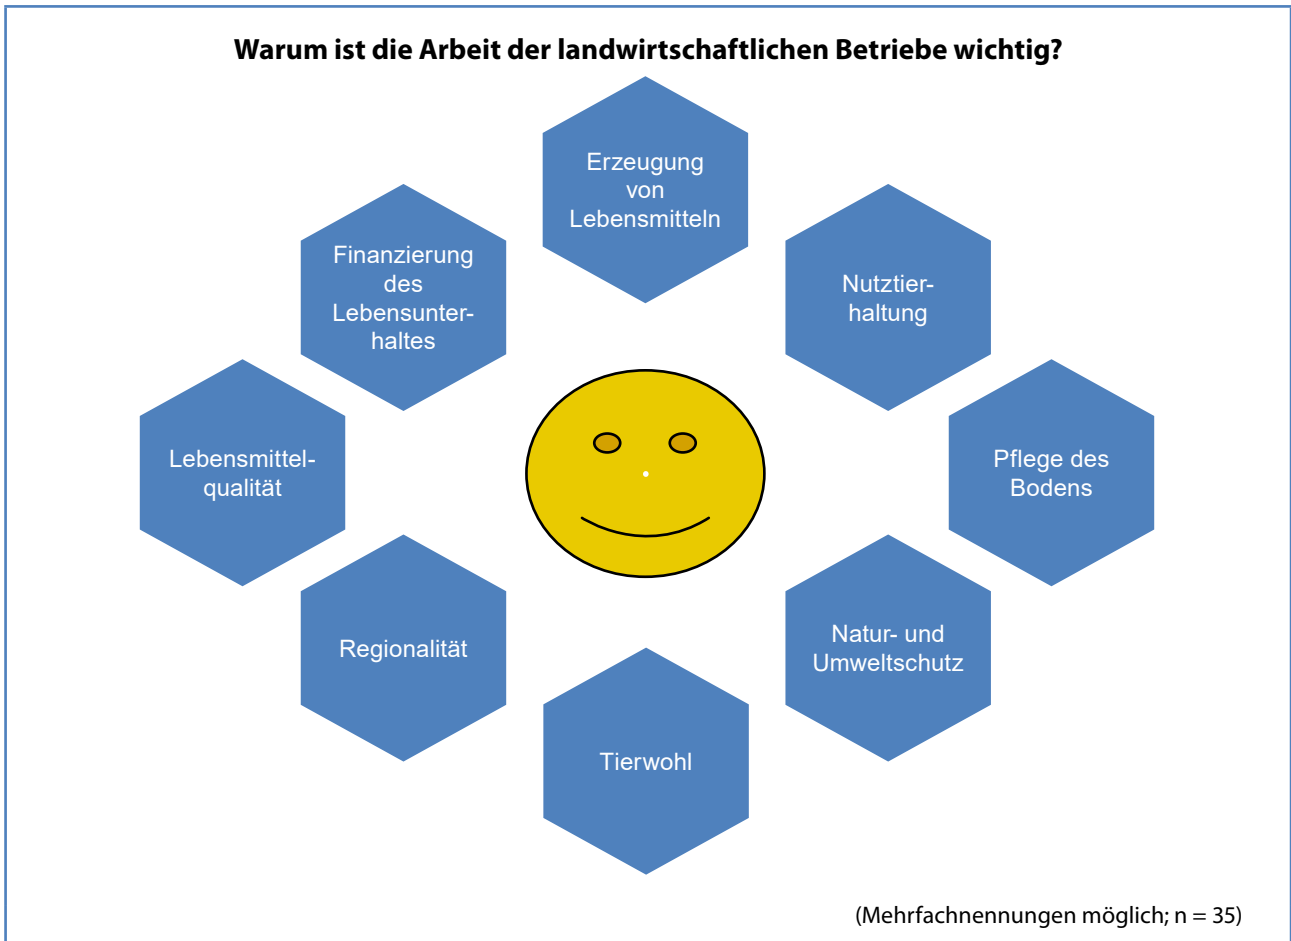 Warum ist die Arbeit der landwirtschaftlichen Betriebe wichtig?
Erzeugung
von
Lebensmitteln
Finanzierung
des
Lebensunter-
haltes
Nutztier-
haltung
Lebensmittel-
qualität
Pflege des
Bodens
Regionalität
Natur- und
Umweltschutz
Tierwohl
(Mehrfachnennungen möglich; n = 35)